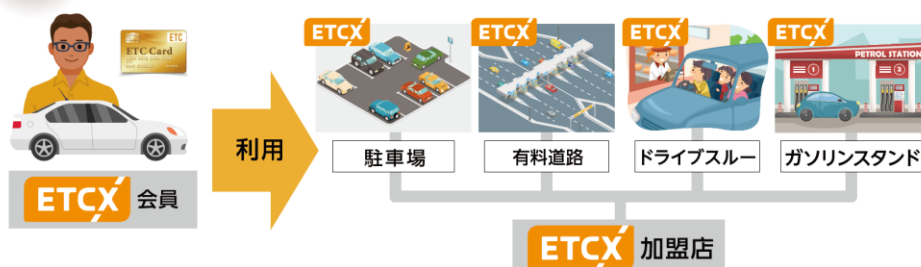 ETC
ETC Card
ETCX
ETCX
ETCX
ETCX
PETROL STATION
1
2
利用
駐車場
有料道路
ドライブスルー
ガソリンスタンド
ETCX 会員
ETCX 加盟店